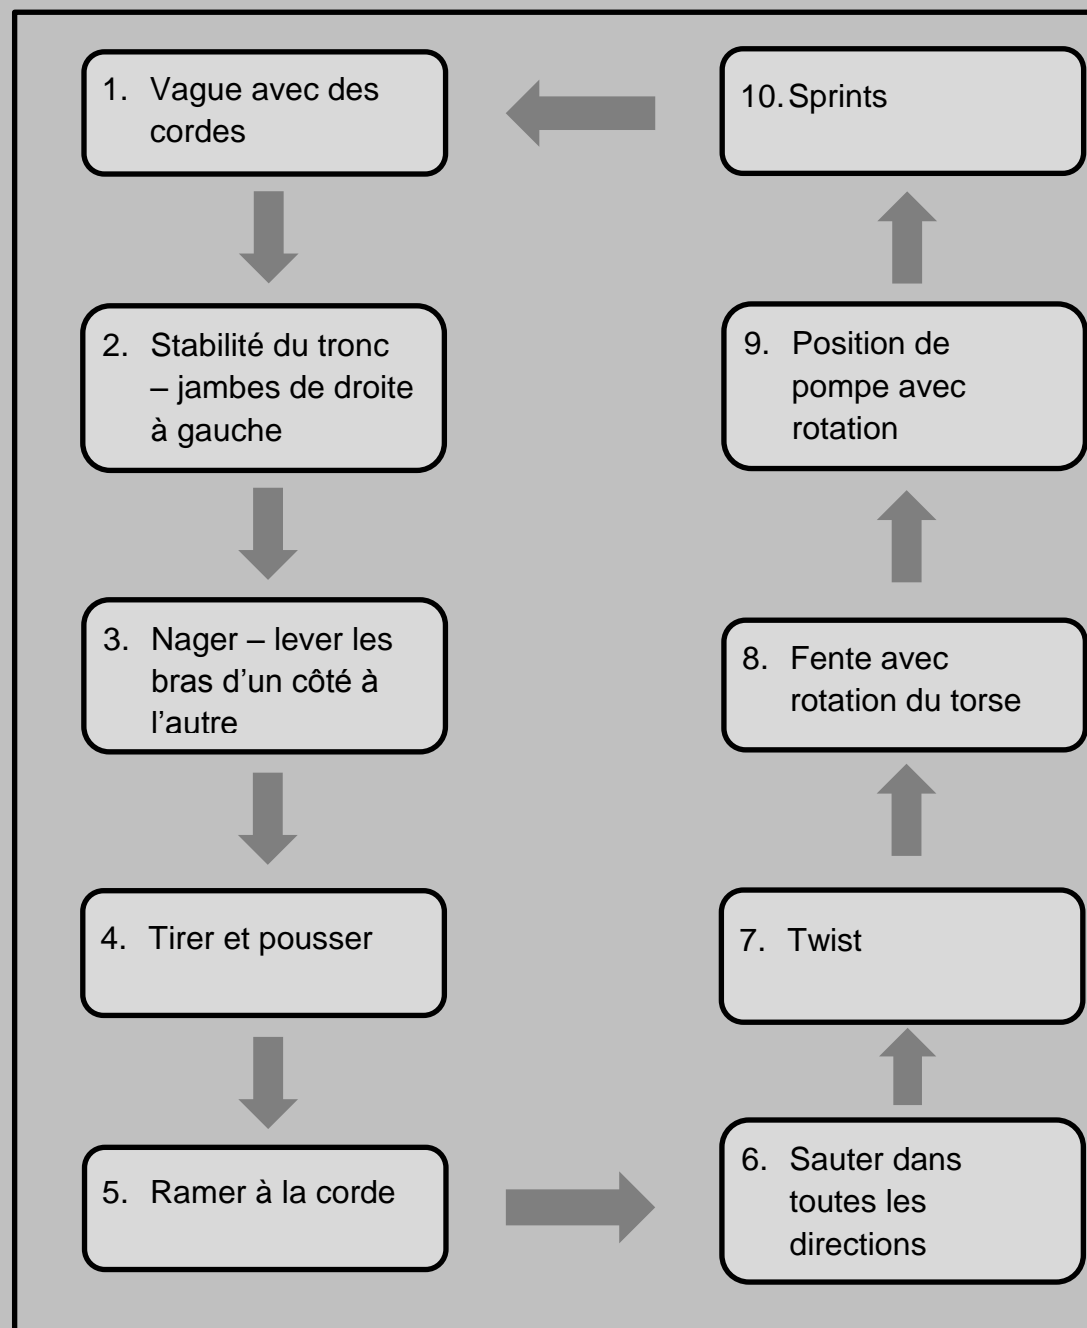 1. Vague avec des
cordes
2. Stabilité du tronc
– jambes de droite
à gauche
3. Nager – lever les
bras d’un côté à
l’autre
4. Tirer et pousser
5. Ramer à la corde
6. Sauter dans
toutes les
directions
7. Twist
8. Fente avec
rotation du torse
9. Position de
pompe avec
rotation
10. Sprints